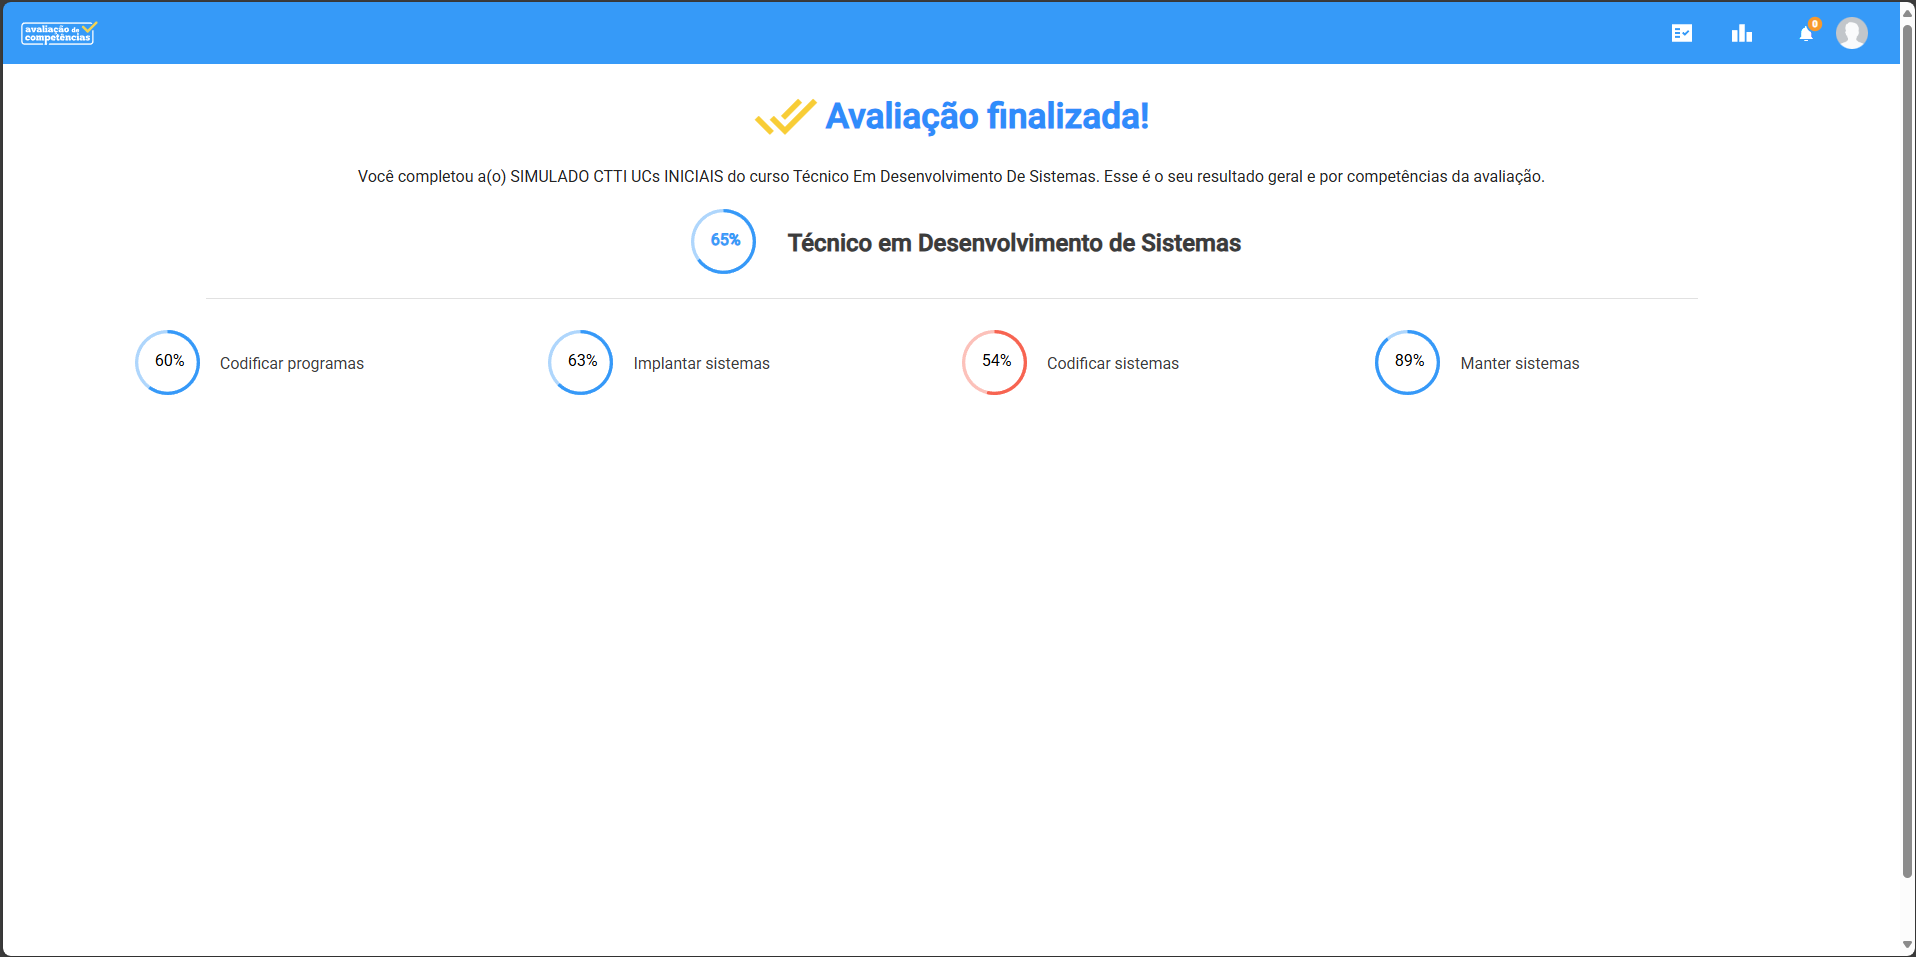 avaliação de
competências
0
Avaliação finalizada!
Você completou a(o) SIMULADO CTTI UCs INICIAIS do curso Técnico Em Desenvolvimento De Sistemas. Esse é o seu resultado geral e por competências da avaliação.
65% Técnico em Desenvolvimento de Sistemas
60% Codificar programas
63% Implantar sistemas
54% Codificar sistemas
89% Manter sistemas